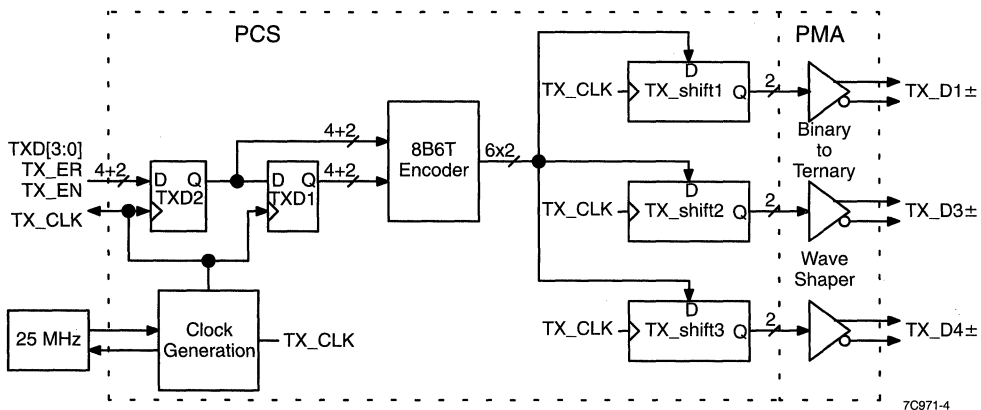 PCS
PMA
TX_CLK
D
TX_shift1
Q
2
TX_D1±
Binary
to
Ternary
TXD[3:0]
TX_ER
TX_EN
4+2
D Q
TXD2
TX_CLK
4+2
D Q
TXD1
4+2
8B6T
Encoder
6x2
TX_CLK
D
TX_shift2
Q
2
TX_D3±
Wave
Shaper
25 MHz
Clock
Generation
TX_CLK
TX_CLK
D
TX_shift3
Q
2
TX_D4±
7C971-4